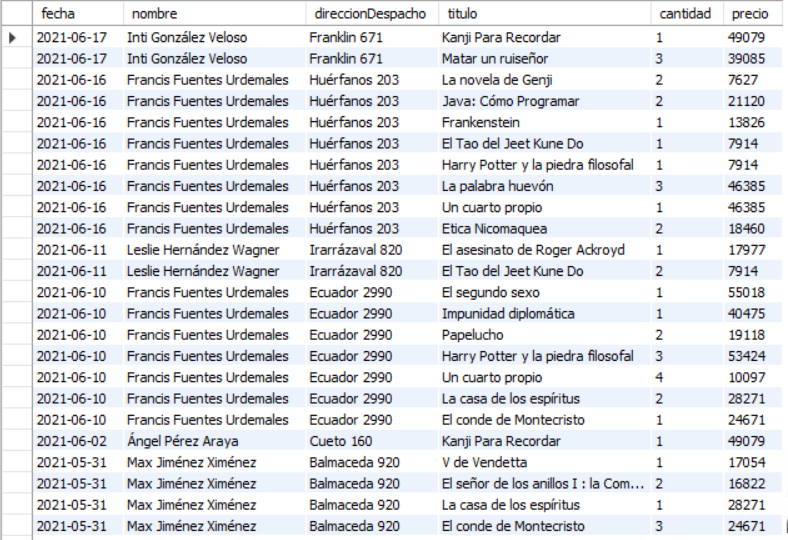 fecha nombre direccionDespacho titulo cantidad precio
2021-06-17 Inti González Veloso Franklin 671 Kanji Para Recordar 1 49079
2021-06-17 Inti González Veloso Franklin 671 Matar un ruiseñor 3 39085
2021-06-16 Francis Fuentes Urdemales Huérfanos 203 La novela de Genji 2 7627
2021-06-16 Francis Fuentes Urdemales Huérfanos 203 Java: Cómo Programar 2 21120
2021-06-16 Francis Fuentes Urdemales Huérfanos 203 Frankenstein 1 13826
2021-06-16 Francis Fuentes Urdemales Huérfanos 203 El Tao del Jeet Kune Do 1 7914
2021-06-16 Francis Fuentes Urdemales Huérfanos 203 Harry Potter y la piedra filosofal 1 7914
2021-06-16 Francis Fuentes Urdemales Huérfanos 203 La palabra huevón 3 46385
2021-06-16 Francis Fuentes Urdemales Huérfanos 203 Un cuarto propio 1 46385
2021-06-16 Francis Fuentes Urdemales Huérfanos 203 Etica Nicomaquea 2 18460
2021-06-11 Leslie Hernández Wagner Irarrázaval 820 El asesinato de Roger Ackroyd 1 17977
2021-06-11 Leslie Hernández Wagner Irarrázaval 820 El Tao del Jeet Kune Do 2 7914
2021-06-10 Francis Fuentes Urdemales Ecuador 2990 El segundo sexo 1 55018
2021-06-10 Francis Fuentes Urdemales Ecuador 2990 Impunidad diplomática 1 40475
2021-06-10 Francis Fuentes Urdemales Ecuador 2990 Papelucho 2 19118
2021-06-10 Francis Fuentes Urdemales Ecuador 2990 Harry Potter y la piedra filosofal 3 53424
2021-06-10 Francis Fuentes Urdemales Ecuador 2990 Un cuarto propio 4 10097
2021-06-10 Francis Fuentes Urdemales Ecuador 2990 La casa de los espíritus 2 28271
2021-06-10 Francis Fuentes Urdemales Ecuador 2990 El conde de Montecristo 1 24671
2021-06-02 Ángel Pérez Araya Cueto 160 Kanji Para Recordar 1 49079
2021-05-31 Max Jiménez Ximénez Balmaceda 920 V de Vendetta 1 17054
2021-05-31 Max Jiménez Ximénez Balmaceda 920 El señor de los anillos I : la Com... 2 16822
2021-05-31 Max Jiménez Ximénez Balmaceda 920 La casa de los espíritus 1 28271
2021-05-31 Max Jiménez Ximénez Balmaceda 920 El conde de Montecristo 3 24671